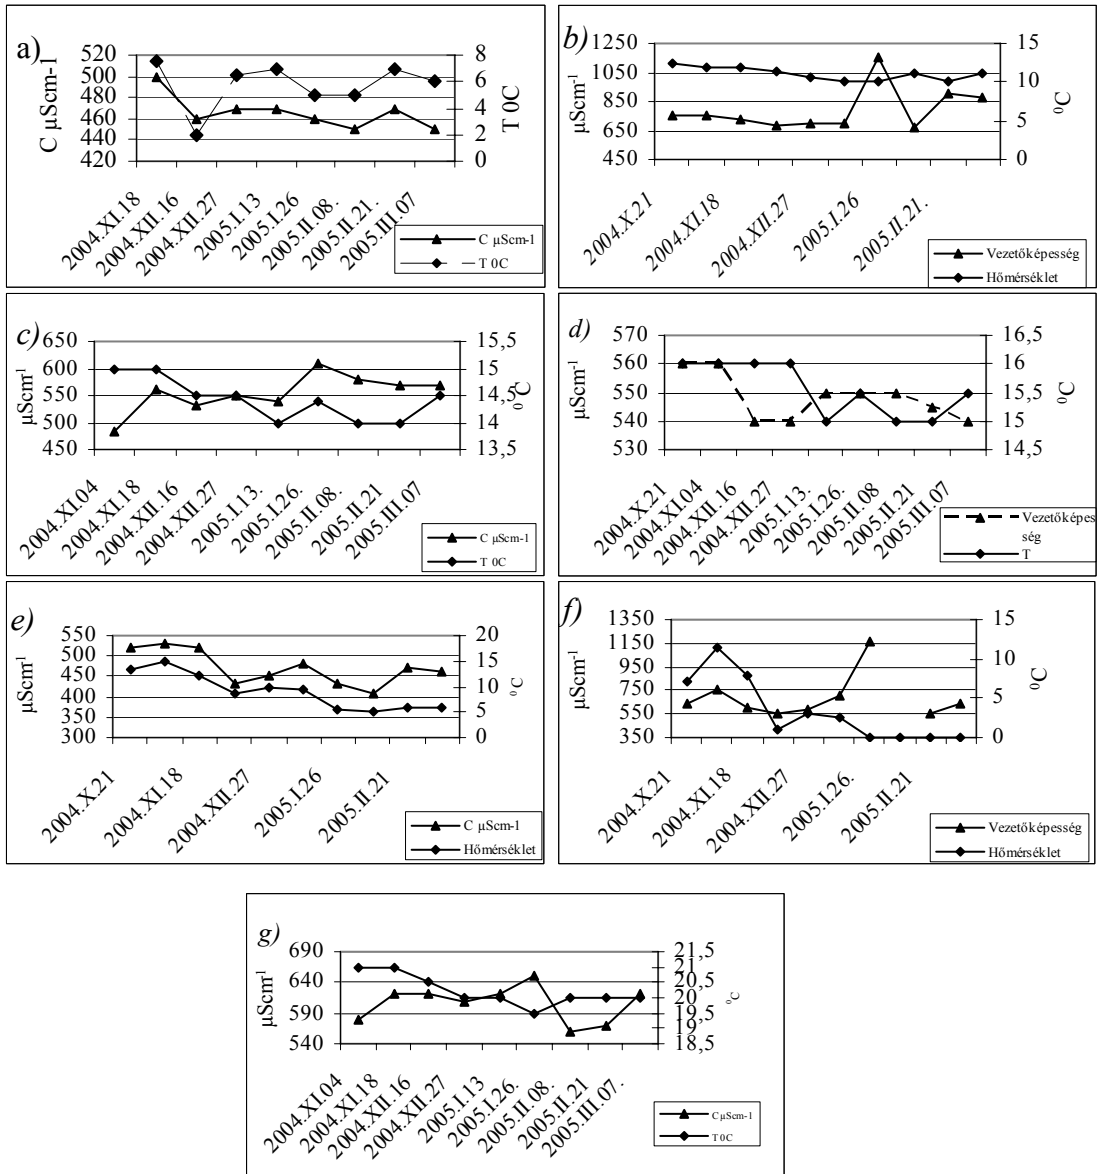 a)
C µScm-1
520
500
480
460
440
420
8
6
4
2
0
T 0C
2004.XI.18
2004.XII.16
2004.XII.27
2005.I.13
2005.I.26
2005.II.08.
2005.II.21.
2005.III.07
C µScm-1
T 0C
b)
µScm-1
1250
1050
850
650
450
15
10
5
0
0C
2004.X.21
2004.XI.18
2004.XII.27
2005.I.26
2005.II.21.
Vezetőképesség
Hőmérséklet
c)
µScm-1
650
600
550
500
450
15,5
15
14,5
14
13,5
0C
2004.XI.04
2004.XI.18
2004.XII.16
2004.XII.27
2005.I.13.
2005.I.26.
2005.II.08.
2005.II.21
2005.III.07
C µScm-1
T 0C
d)
µScm-1
570
560
550
540
530
16,5
16
15,5
15
14,5
0C
2004.X.21
2004.XI.04
2004.XII.16
2004.XII.27
2005.I.13.
2005.I.26.
2005.II.08
2005.II.21
2005.III.07
Vezetőképes
ség
T
e)
µScm-1
550
500
450
400
350
300
20
15
10
5
0
0C
2004.X.21
2004.XI.18
2004.XII.27
2005.I.26
2005.II.21
C µScm-1
Hőmérséklet
f)
µScm-1
1350
1150
950
750
550
350
15
10
5
0
0C
2004.X.21
2004.XI.18
2004.XII.27
2005.I.26.
2005.II.21
Vezetőképesség
Hőmérséklet
g)
µScm-1
690
640
590
540
21,5
21
20,5
20
19,5
19
18,5
0C
2004.XI.04
2004.XI.18
2004.XII.16
2004.XII.27
2005.I.13
2005.I.26.
2005.II.08.
2005.II.21
2005.III.07.
CµScm-1
T0C